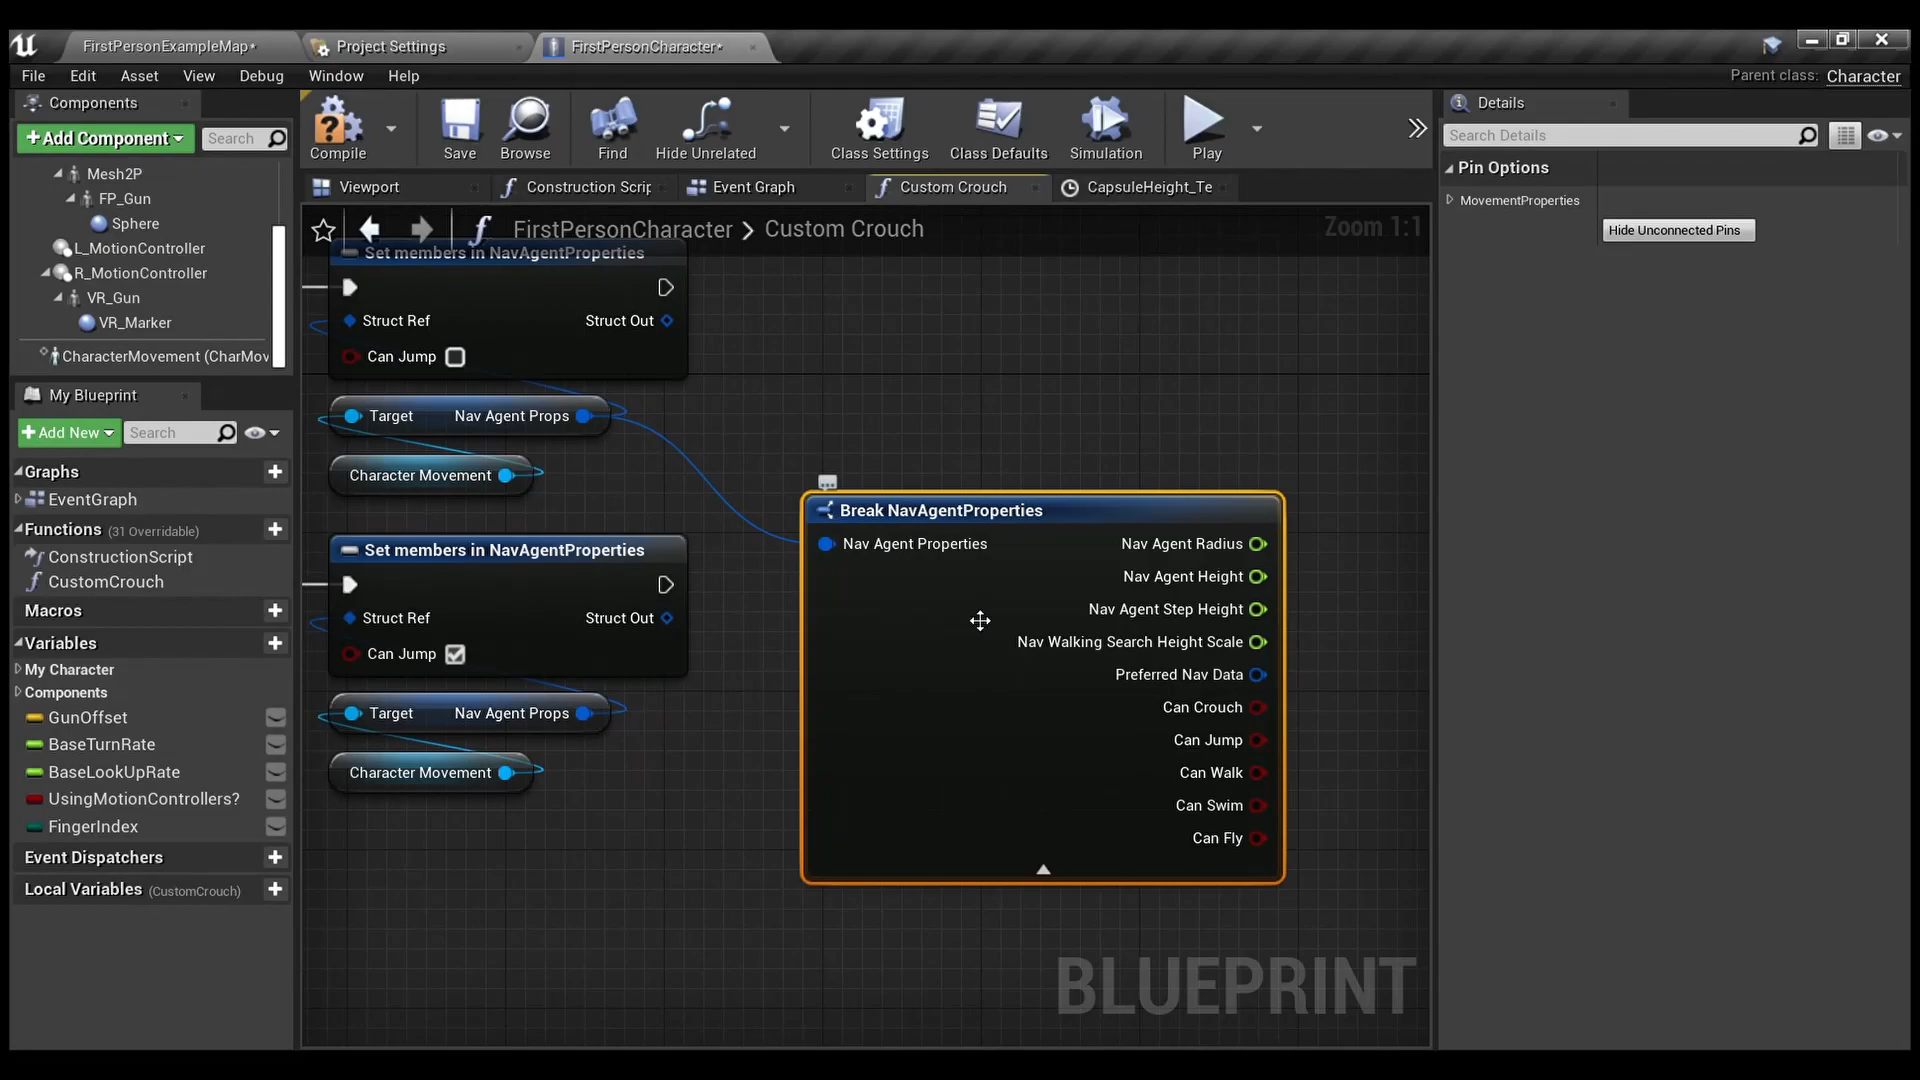 FirstPersonExampleMap*
Project Settings
FirstPersonCharacter*
File Edit Asset View Debug Window Help
Parent class: Character
Components
+Add Component
Search
Mesh2P
FP_Gun
Sphere
L_MotionController
R_MotionController
VR_Gun
VR_Marker
CharacterMovement (CharMov
My Blueprint
+Add New
Search
Graphs
EventGraph
Functions (31 Overridable)
ConstructionScript
CustomCrouch
Macros
Variables
My Character
Components
GunOffset
BaseTurnRate
BaseLookUpRate
UsingMotionControllers?
FingerIndex
Event Dispatchers
Local Variables (CustomCrouch)
Compile
Save
Browse
Find
Hide Unrelated
Class Settings
Class Defaults
Simulation
Play
Viewport
Construction Scrip
Event Graph
Custom Crouch
CapsuleHeight_Te
FirstPersonCharacter > Custom Crouch
Zoom 1:1
Set members in NavAgentProperties
Struct Ref
Struct Out
Can Jump
Target
Nav Agent Props
Character Movement
Set members in NavAgentProperties
Struct Ref
Struct Out
Can Jump
Target
Nav Agent Props
Character Movement
Break NavAgentProperties
Nav Agent Properties
Nav Agent Radius
Nav Agent Height
Nav Agent Step Height
Nav Walking Search Height Scale
Preferred Nav Data
Can Crouch
Can Jump
Can Walk
Can Swim
Can Fly
BLUEPRINT
Details
Search Details
Pin Options
MovementProperties
Hide Unconnected Pins